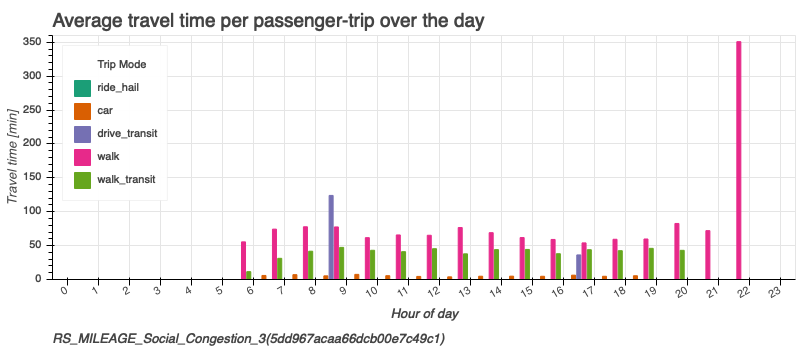 Average travel time per passenger-trip over the day
350
300
250
200
150
100
50
0
Travel time [min]
Trip Mode
ride_hail
car
drive_transit
walk
walk_transit
0 1 2 3 4 5 6 7 8 9 10 11 12 13 14 15 16 17 18 19 20 21 22 23
Hour of day
RS_MILEAGE_Social_Congestion_3(5dd967acaa66dcb00e7c49c1)